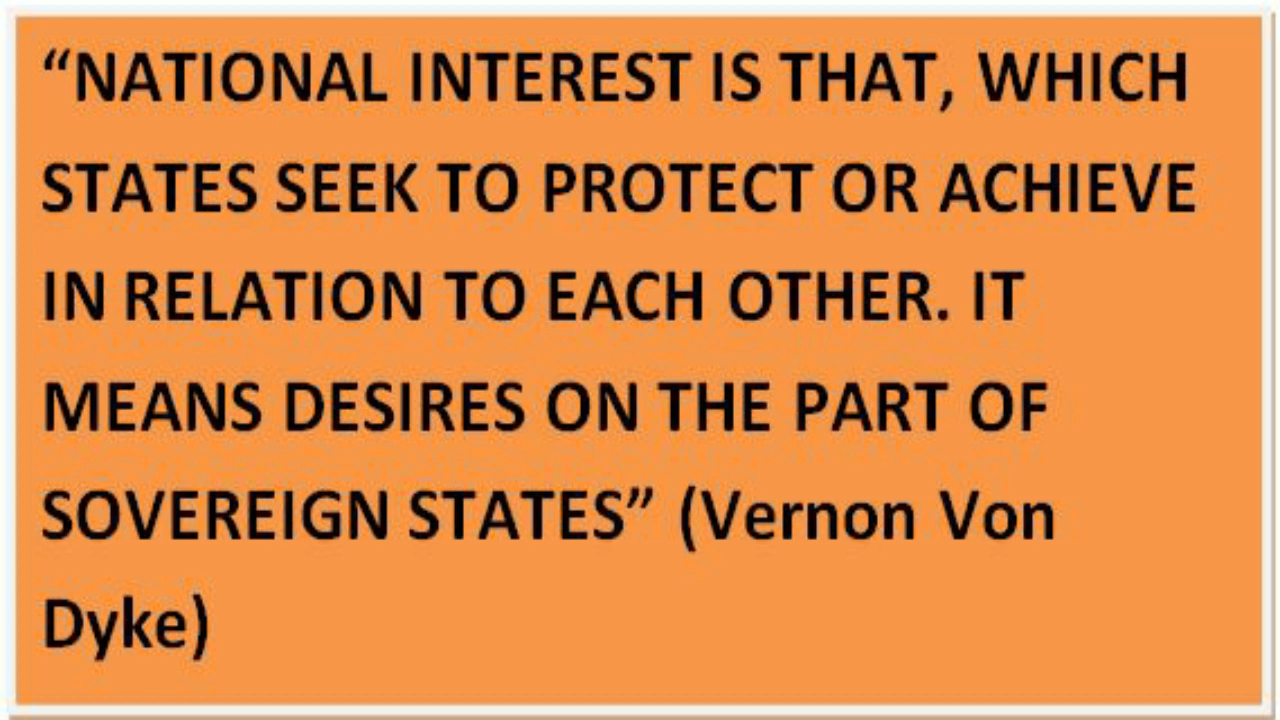 “NATIONAL INTEREST IS THAT, WHICH
STATES SEEK TO PROTECT OR ACHIEVE
IN RELATION TO EACH OTHER. IT
MEANS DESIRES ON THE PART OF
SOVEREIGN STATES” (Vernon Von
Dyke)